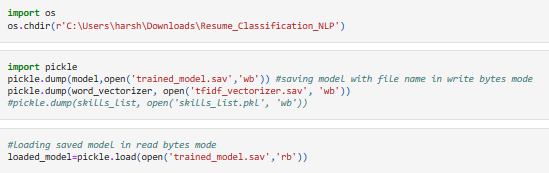 import os
os.chdir(r'C:\Users\harsh\Downloads\Resume_Classification_NLP')
import pickle
pickle.dump(model,open('trained_model.sav','wb')) #saving model with file name in write bytes mode
pickle.dump(word_vectorizer, open('tfidf_vectorizer.sav', 'wb'))
#pickle.dump(skills_list, open('skills_list.pkl', 'wb'))
#loading saved model in read bytes mode
loaded_model=pickle.load(open('trained_model.sav','rb'))